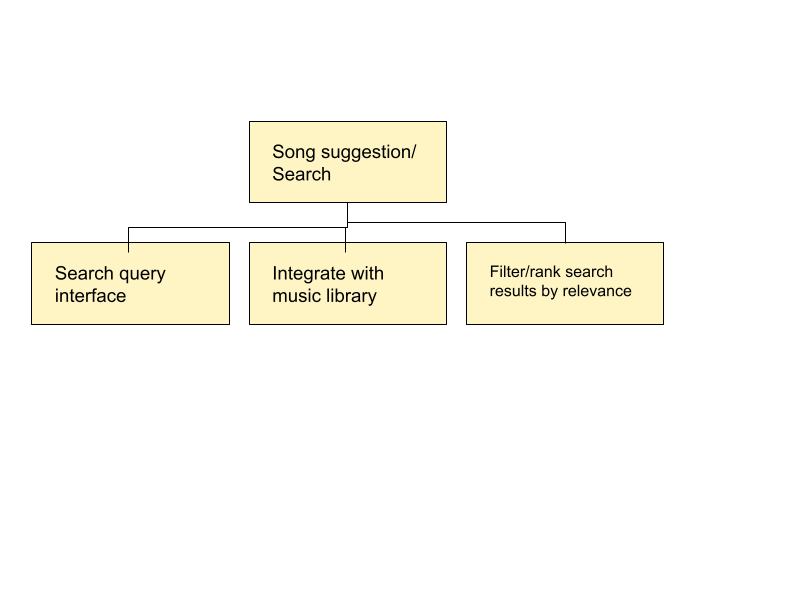 Song suggestion/
Search
Search query
interface
Integrate with
music library
Filter/rank search
results by relevance